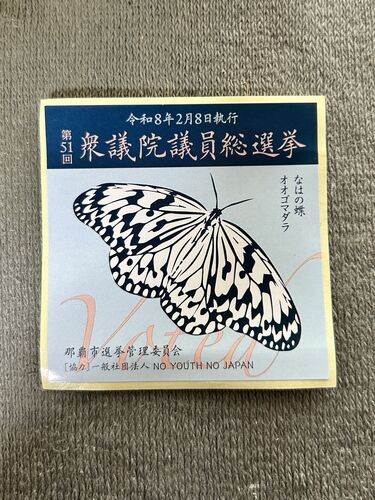 令和8年2月8日執行
第51回
衆議院議員総選挙
なはの蝶
オオゴマダラ
Voted
那覇市選挙管理委員会
［協力］一般社団法人 NO YOUTH NO JAPAN